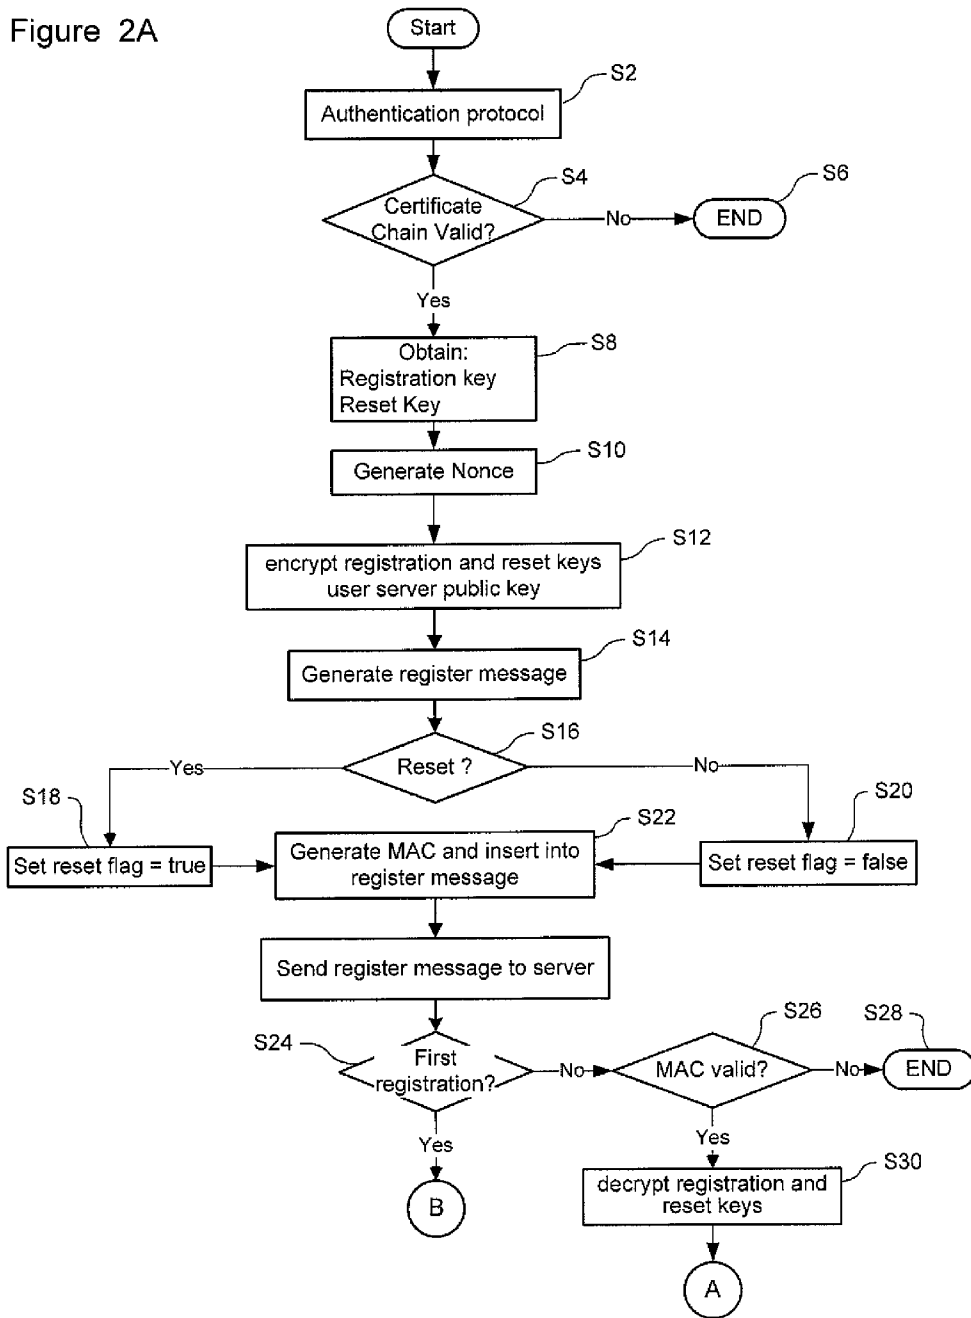 Figure 2A
Start
S2
Authentication protocol
S4
S6
Certificate
Chain Valid?
No
END
Yes
S8
Obtain:
Registration key
Reset Key
S10
Generate Nonce
S12
encrypt registration and reset keys
user server public key
S14
Generate register message
S16
Reset ?
Yes
No
S18
S20
S22
Set reset flag = true
Generate MAC and insert into
register message
Set reset flag = false
Send register message to server
S24
First
registration?
No
S26
MAC valid?
No
S28
END
Yes
Yes
S30
decrypt registration and
reset keys
B
A